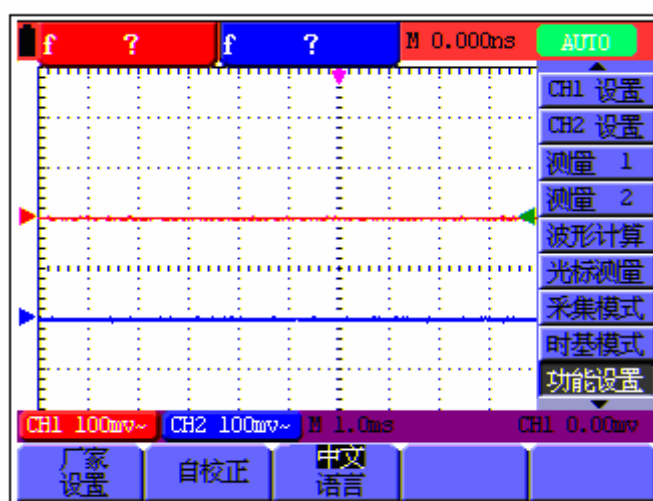 f ? f ? M 0.000ns AUTO
CH1 设置
CH2 设置
测量 1
测量 2
波形计算
光标测量
采集模式
时基模式
功能设置
CH1 100mv~ CH2 100mv~ M 1.0ms CH1 0.00mv
厂家
设置
自校正
中文
语言